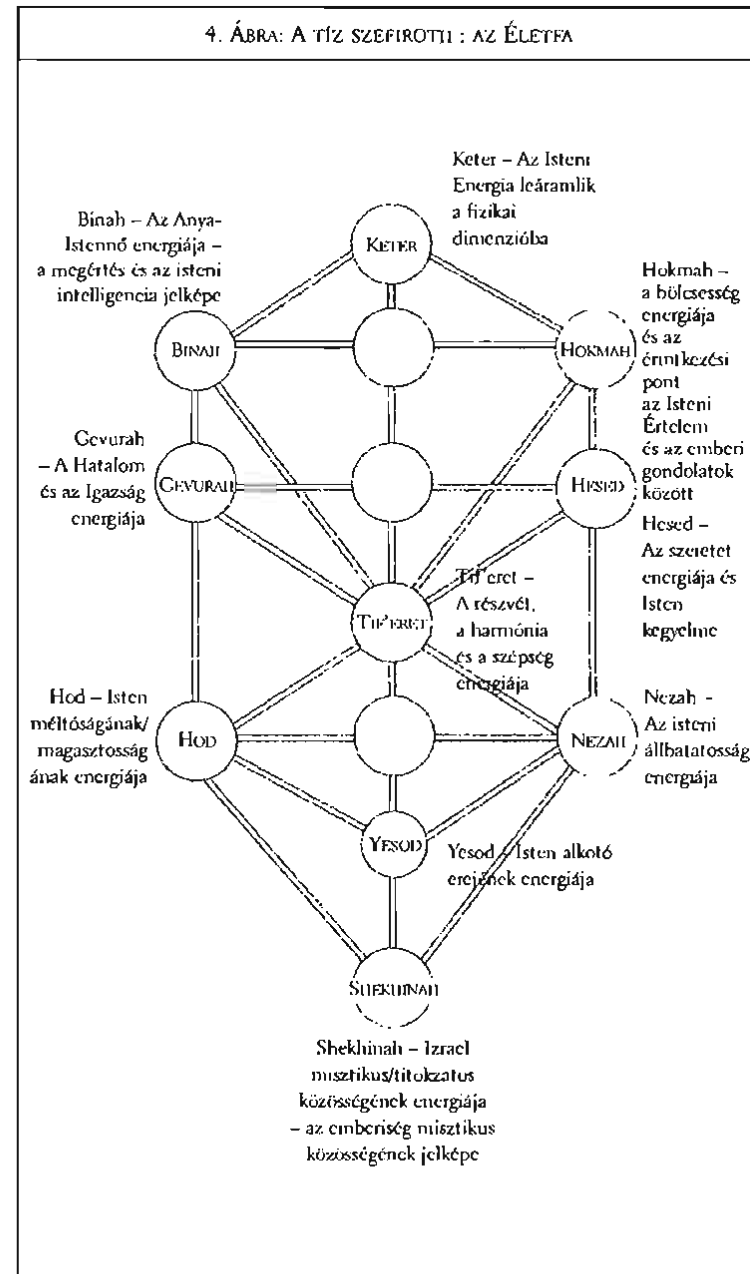 4. ÁBRA: A TÍZ SZEFIROTH : AZ ÉLETFA
Keter – Az Isteni
Energia leáramlik
a fizikai
dimenzióba
Binah – Az Anya-
Istennő energiája –
a megértés és az isteni
intelligencia jelképe
KETER
Hokmah –
a bölcsesség
energiája
és az
érintkezési
pont
az Isteni
Értelem
és az emberi
gondolatok
között
BINAH
HOKMAH
Gevurah
– A Hatalom
és az Igazság
energiája
GEVURAH
HESED
Hesed –
Az szeretet
energiája és
Isten
kegyelme
Tif'eret –
A részvét,
a harmónia
és a szépség
energiája
TIF'ERET
Hod – Isten
méltóságának/
magasztosság
ának energiája
HOD
NEZAH
Nezah –
Az isteni
állhatatosság
energiája
YESOD
Yesod – Isten alkotó
erejének energiája
SHEKHINAH
Shekhinah – Izrael
misztikus/titokzatos
közösségének energiája
– az emberiség misztikus
közösségének jelképe